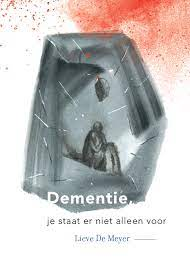 Dementie,
je staat er niet alleen voor
Lieve De Meyer